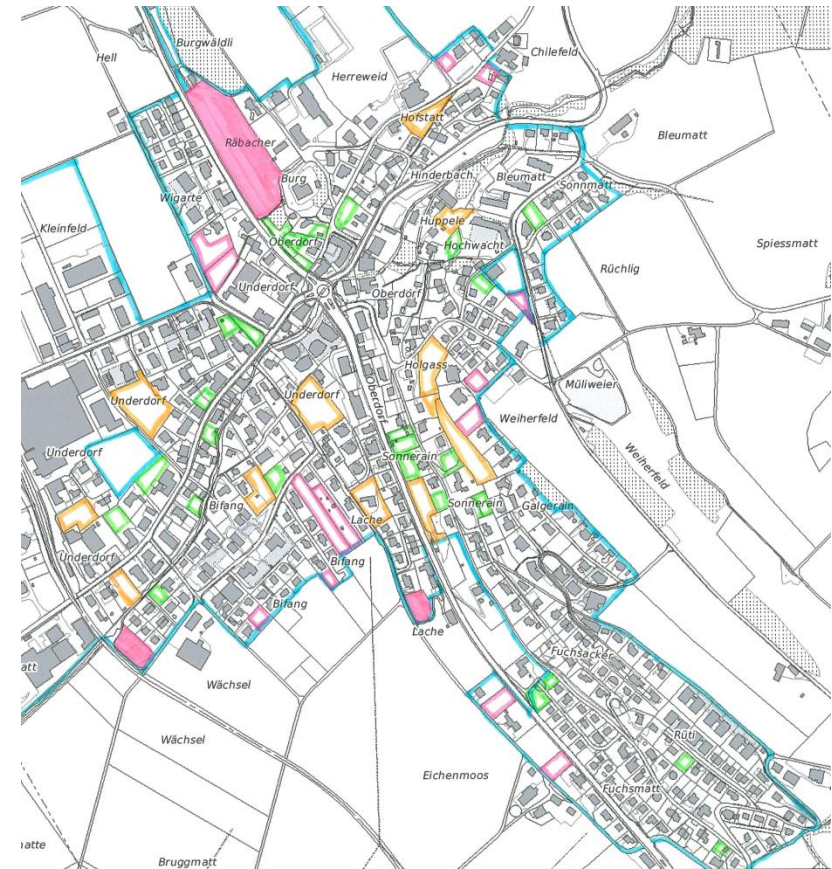 Burgwäldli
Hell
Herreweid
Chilefeld
Hofstatt
Räbacher
Bleumatt
Burg
Hinderbach
Bleumatt
Sonnmatt
Wigarte
Kleinfeld
Huppele
Oberdorf
Hochwacht
Spiessmatt
Rüchlig
Underdorf
Oberdorf
Holgass
Müliweier
Underdorf
Underdorf
Oberdorf
Weiherfeld
Underdorf
Sonnerain
Weiherfeld
Bifang
Sonnerain
Galgerain
Lache
Underdorf
Bifang
Bifang
Lache
Fuchsacker
att
Wächsel
Rüti
Wächsel
Eichenmoos
Fuchsmatt
natte
Bruggmatt